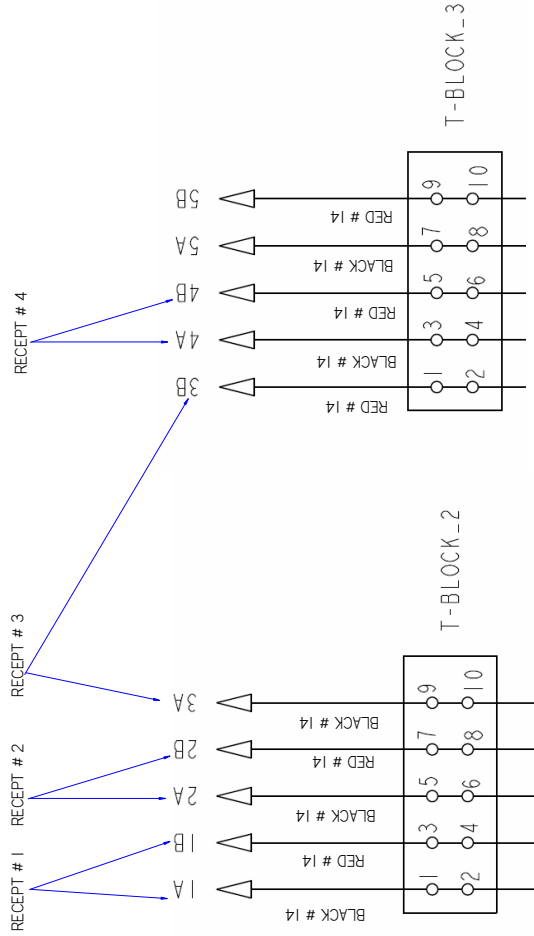 RECEPT # 4
5B
5A
4B
4A
3B
RED # 14
BLACK # 14
RED # 14
BLACK # 14
RED # 14
T-BLOCK_3
9 10
7 8
5 6
3 4
1 2
RECEPT # 3
RECEPT # 2
RECEPT # 1
3A
2B
2A
1B
1A
BLACK # 14
RED # 14
BLACK # 14
RED # 14
BLACK # 14
T-BLOCK_2
9 10
7 8
5 6
3 4
1 2